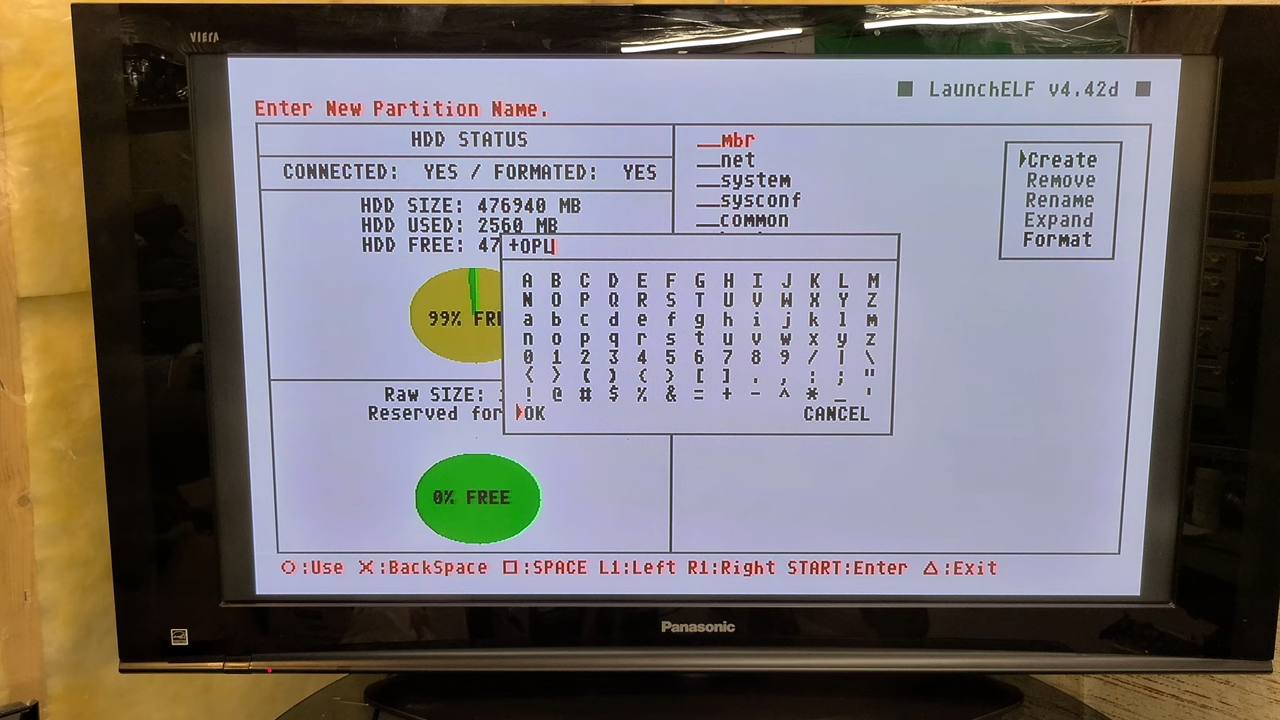 VIERA
LaunchELF v4.42d
Enter New Partition Name.
HDD STATUS
CONNECTED: YES / FORMATED: YES
HDD SIZE: 476940 MB
HDD USED: 2560 MB
HDD FREE: 47
99% FRE
Raw SIZE:
Reserved for
0% FREE
__mbr
__net
__system
__sysconf
__common
Create
Remove
Rename
Expand
Format
+OPL
A B C D E F G H I J K L M
N O P Q R S T U V W X Y Z
a b c d e f g h i j k l m
n o p q r s t u v w x y z
0 1 2 3 4 5 6 7 8 9 / | \
< > ( ) { } [ ] . , : ; "
! @ # $ % & = + - ^ * _ '
OK CANCEL
O:Use X:BackSpace □:SPACE L1:Left R1:Right START:Enter △:Exit
Panasonic